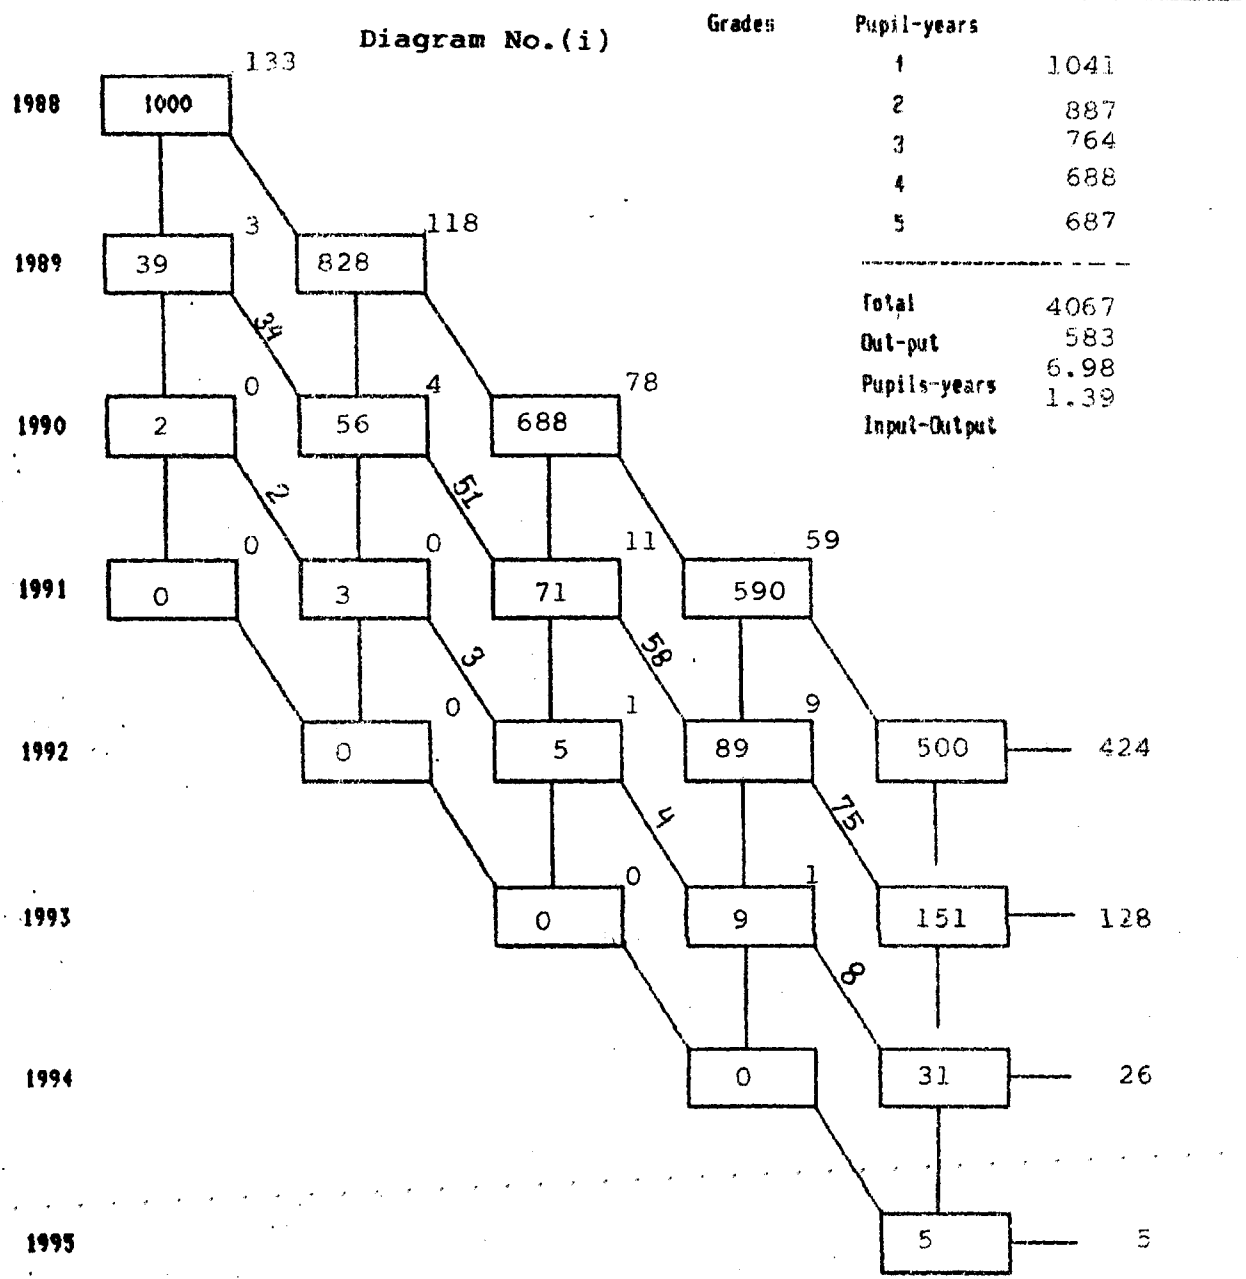 Diagram No.(i)
Grades Pupil-years
1 1041
2 887
3 764
4 688
5 687
Total 4067
Out-put 583
Pupils-years 6.98
Input-Output 1.39
133
1988 1000
3 118
1989 39 828
34
0 4 78
1990 2 56 688
2 51
0 0 11 59
1991 0 3 71 590
3 58
0 1 9
1992 0 5 89 500 424
4 75
0 1
1993 0 9 151 128
8
1994 0 31 26
1995 5 5